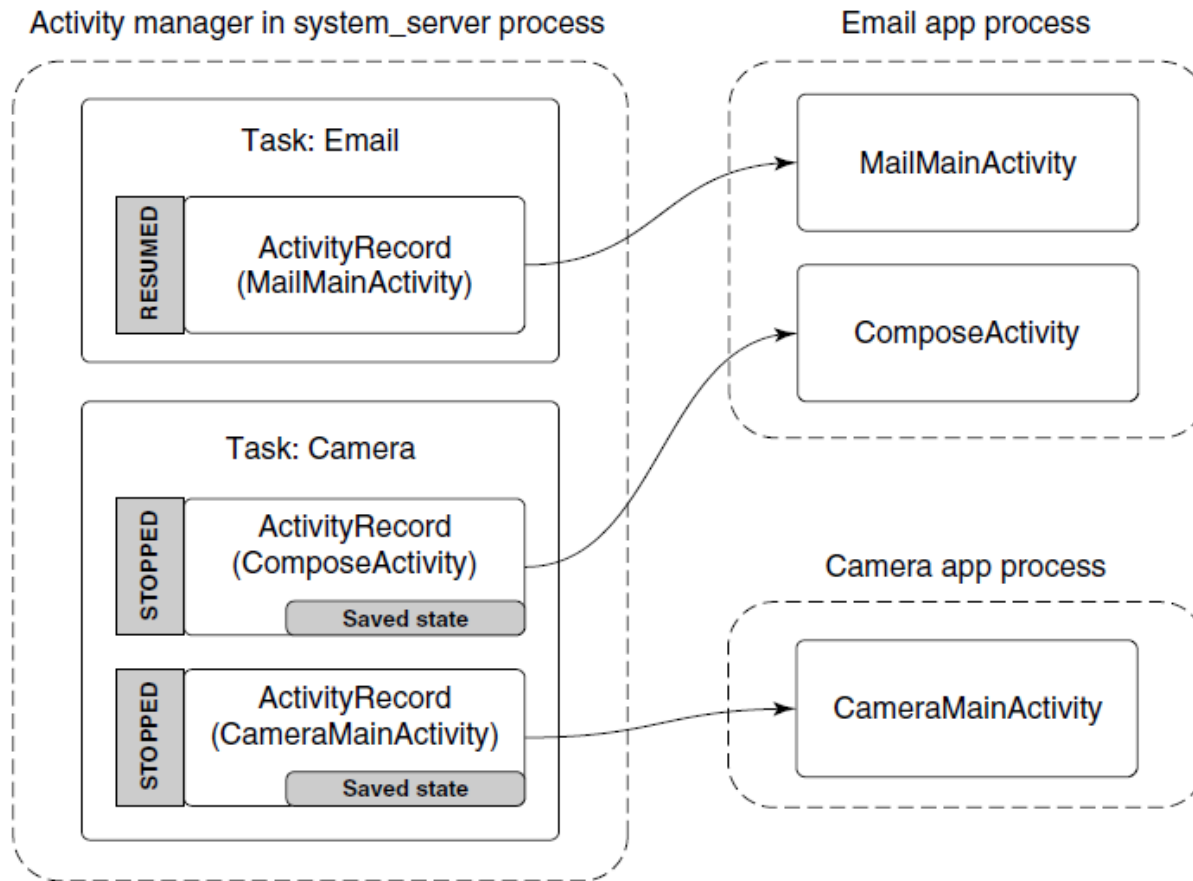 Activity manager in system_server process
Task: Email
RESUMED
ActivityRecord
(MailMainActivity)
Task: Camera
STOPPED
ActivityRecord
(ComposeActivity)
Saved state
STOPPED
ActivityRecord
(CameraMainActivity)
Saved state
Email app process
MailMainActivity
ComposeActivity
Camera app process
CameraMainActivity